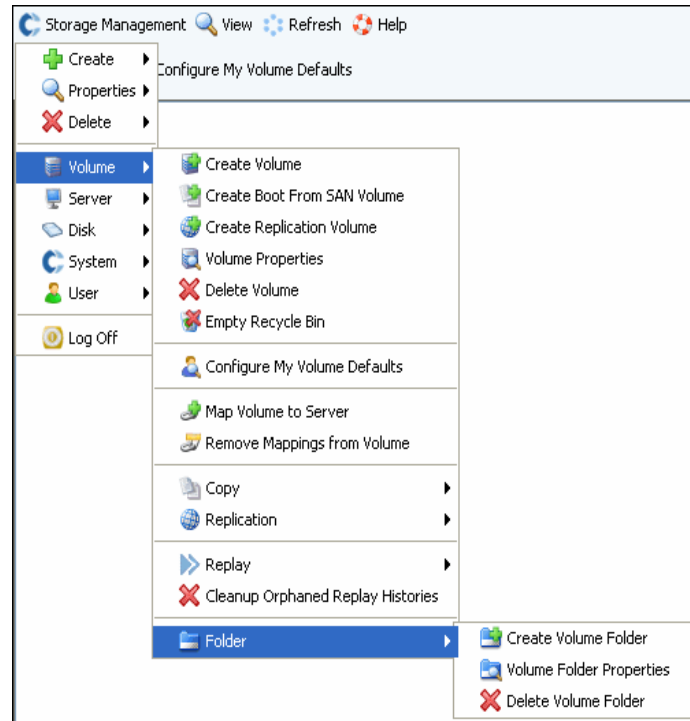 Storage Management View Refresh Help
Create
Configure My Volume Defaults
Properties
Delete
Volume
Server
Disk
System
User
Log Off
Create Volume
Create Boot From SAN Volume
Create Replication Volume
Volume Properties
Delete Volume
Empty Recycle Bin
Configure My Volume Defaults
Map Volume to Server
Remove Mappings from Volume
Copy
Replication
Replay
Cleanup Orphaned Replay Histories
Folder
Create Volume Folder
Volume Folder Properties
Delete Volume Folder